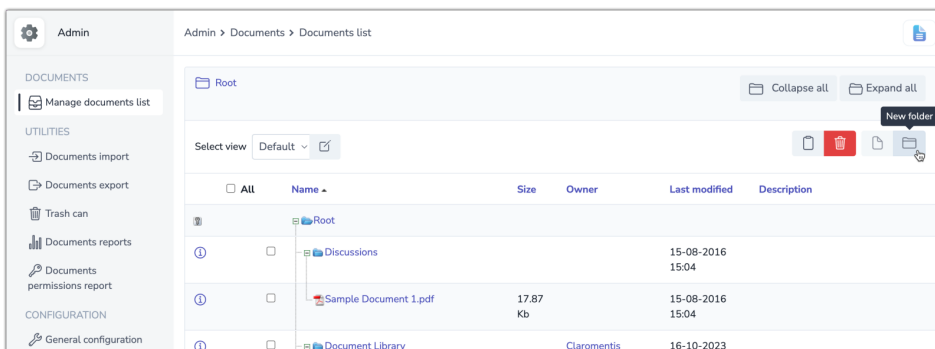 Admin
Admin > Documents > Documents list
DOCUMENTS
Manage documents list
UTILITIES
Documents import
Documents export
Trash can
Documents reports
Documents
permissions report
CONFIGURATION
General configuration
Root
Collapse all
Expand all
New folder
Select view
Default
All
Name
Size
Owner
Last modified
Description
Root
Discussions
15-08-2016
15:04
Sample Document 1.pdf
17.87
Kb
15-08-2016
15:04
Document Library
Claromentis
16-10-2023